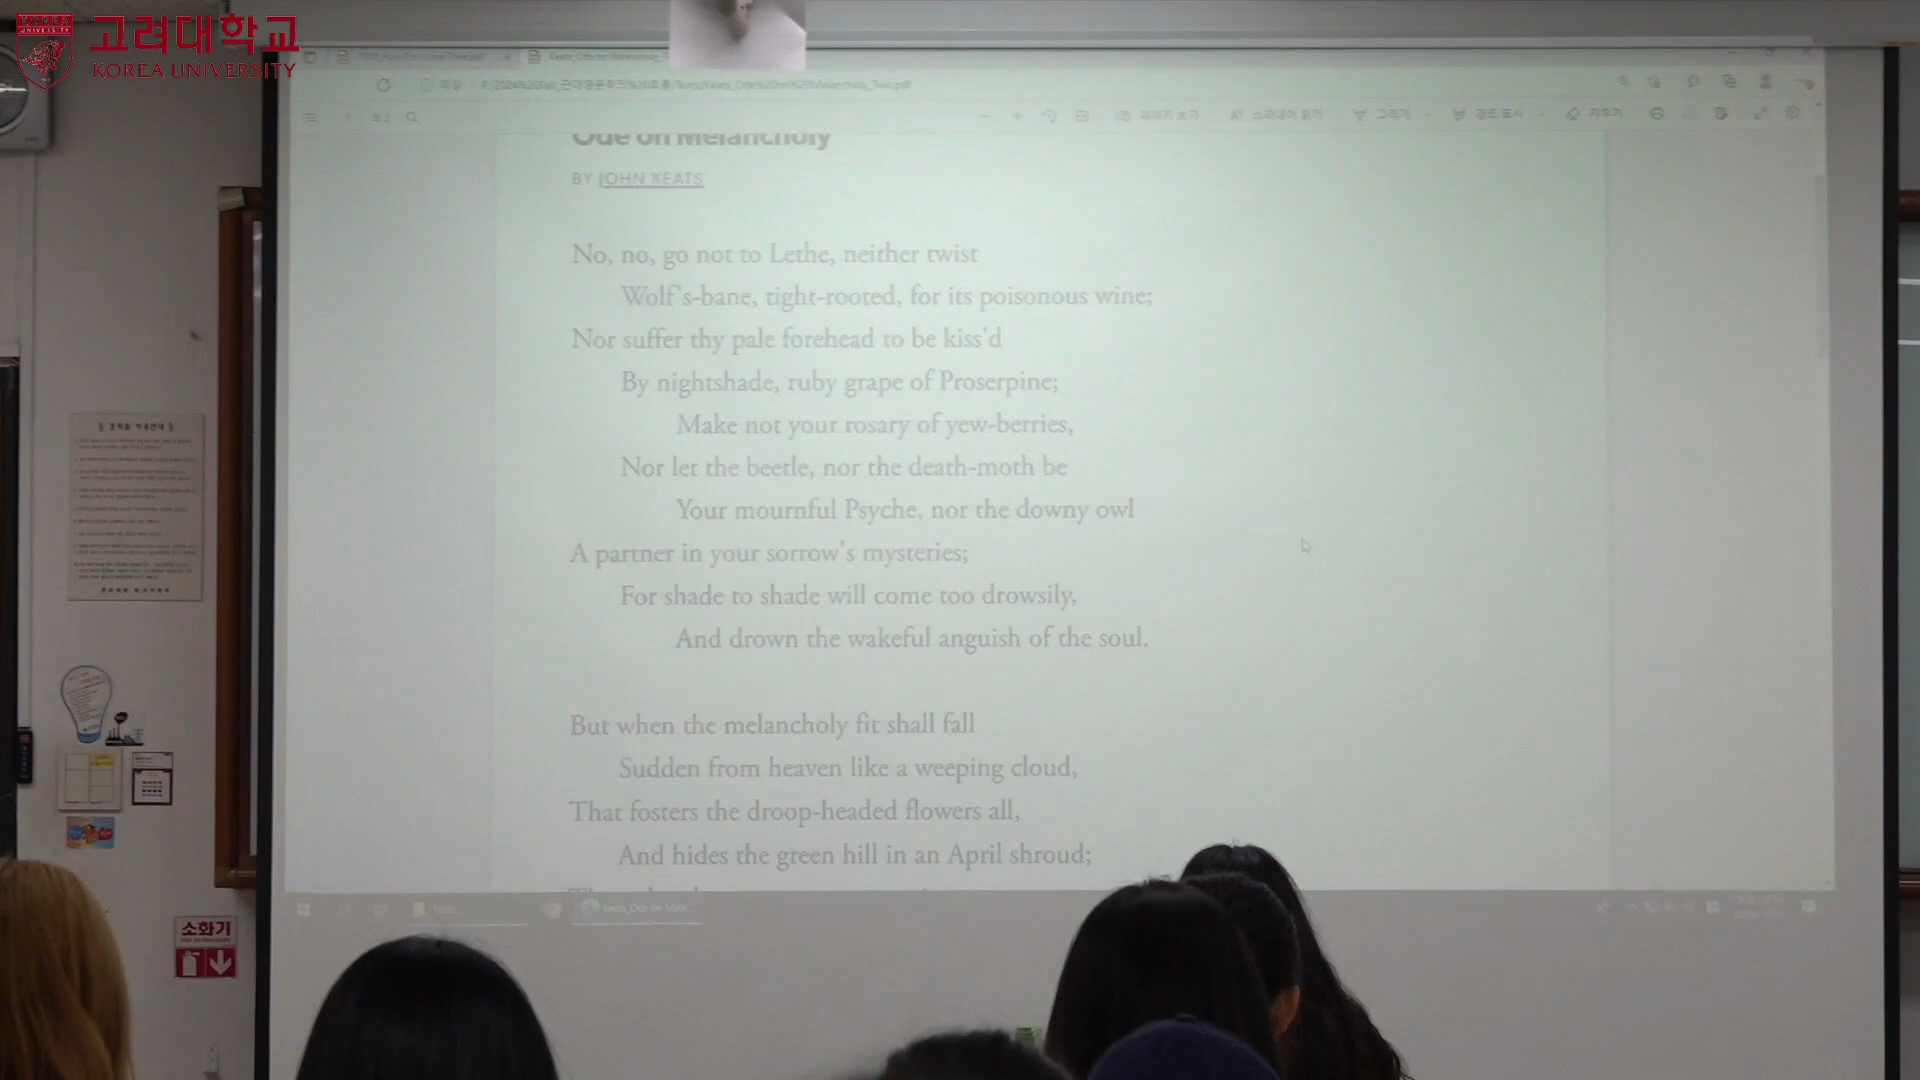 고려대학교
KOREA UNIVERSITY
Ode on Melancholy
BY JOHN KEATS
No, no, go not to Lethe, neither twist
Wolf's-bane, tight-rooted, for its poisonous wine;
Nor suffer thy pale forehead to be kiss'd
By nightshade, ruby grape of Proserpine;
Make not your rosary of yew-berries,
Nor let the beetle, nor the death-moth be
Your mournful Psyche, nor the downy owl
A partner in your sorrow's mysteries;
For shade to shade will come too drowsily,
And drown the wakeful anguish of the soul.
But when the melancholy fit shall fall
Sudden from heaven like a weeping cloud,
That fosters the droop-headed flowers all,
And hides the green hill in an April shroud;
소화기